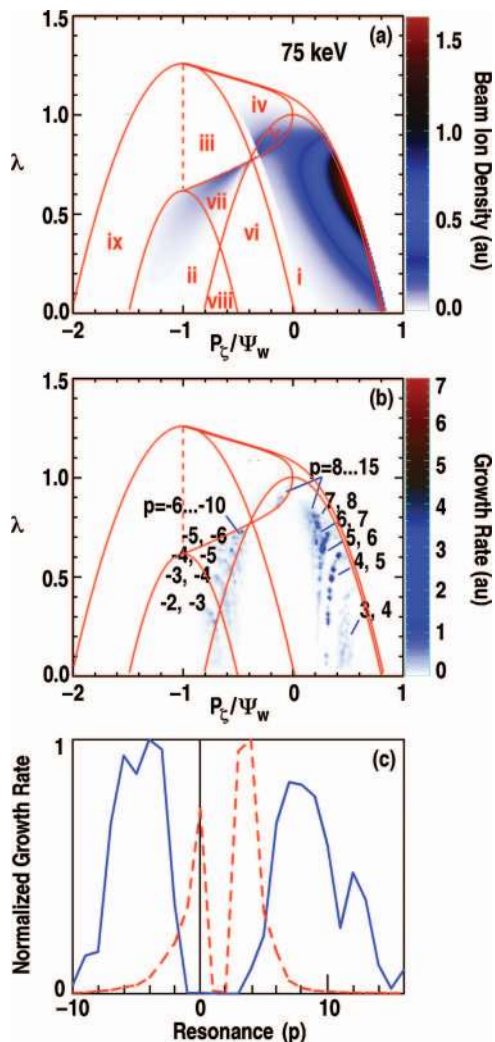 (a)
75 keV
1.5
1.0
0.5
0.0
λ
iv
v
iii
vii
vi
ix
ii
i
viii
-2
-1
0
1
Pζ/Ψw
1.5
1.0
0.5
0.0
Beam Ion
Density (au)
(b)
1.5
1.0
0.5
0.0
λ
p=8...15
p=-6...-10
7, 8
6, 7
-5, -6
5, 6
-4, -5
4, 5
-3, -4
-2, -3
3, 4
-2
-1
0
1
Pζ/Ψw
7
6
5
4
3
2
1
0
Growth Rate (au)
(c)
1
0
Normalized Growth Rate
-10
0
10
Resonance (p)